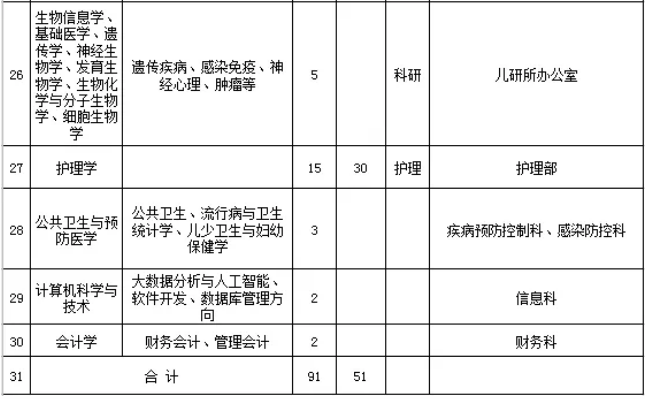 26
生物信息学、
基础医学、遗
传学、神经生
物学、发育生
物学、生物化
学与分子生物
学、细胞生物
学
遗传疾病、感染免疫、神
经心理、肿瘤等
5
科研
儿研所办公室
27
护理学
15
30
护理
护理部
28
公共卫生与预
防医学
公共卫生、流行病与卫生
统计学、儿少卫生与妇幼
保健学
3
疾病预防控制科、感染防控科
29
计算机科学与
技术
大数据分析与人工智能、
软件开发、数据库管理方
向
2
信息科
30
会计学
财务会计、管理会计
2
财务科
31
合 计
91
51